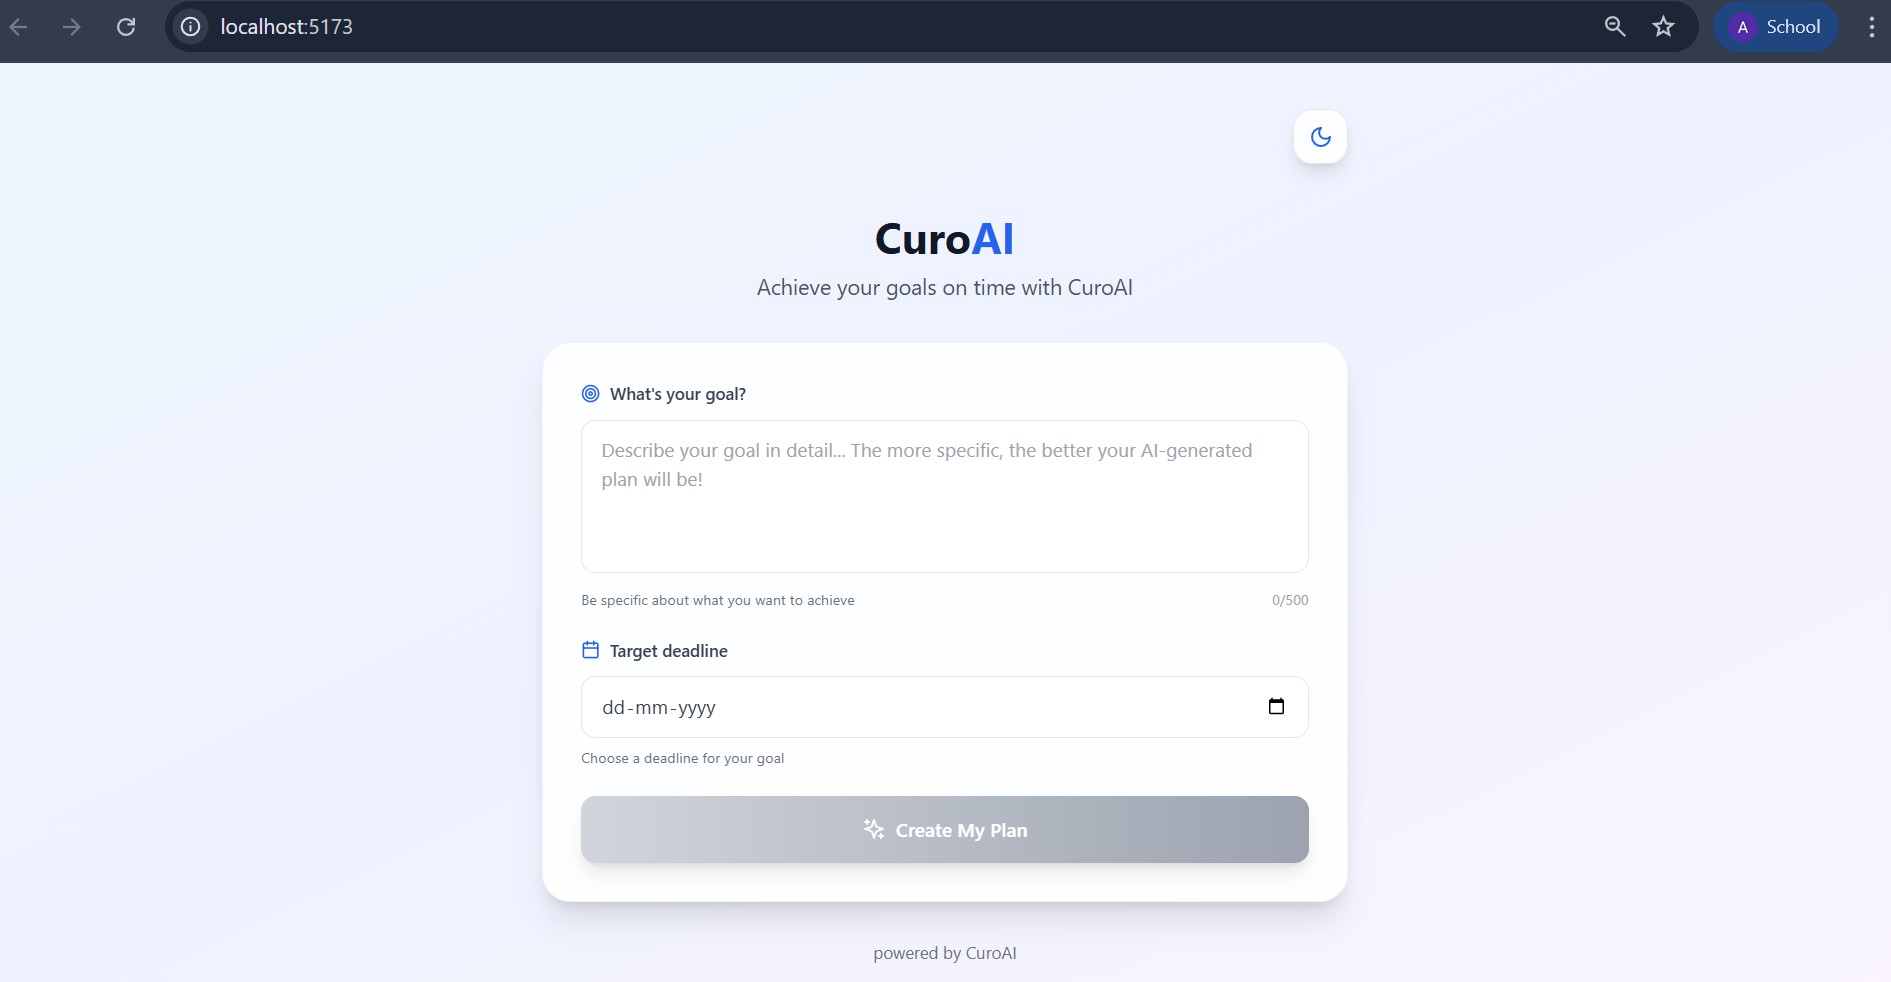 localhost:5173
A School
CuroAI
Achieve your goals on time with CuroAI
What's your goal?
Describe your goal in detail... The more specific, the better your AI-generated
plan will be!
Be specific about what you want to achieve
0/500
Target deadline
dd-mm-yyyy
Choose a deadline for your goal
Create My Plan
powered by CuroAI